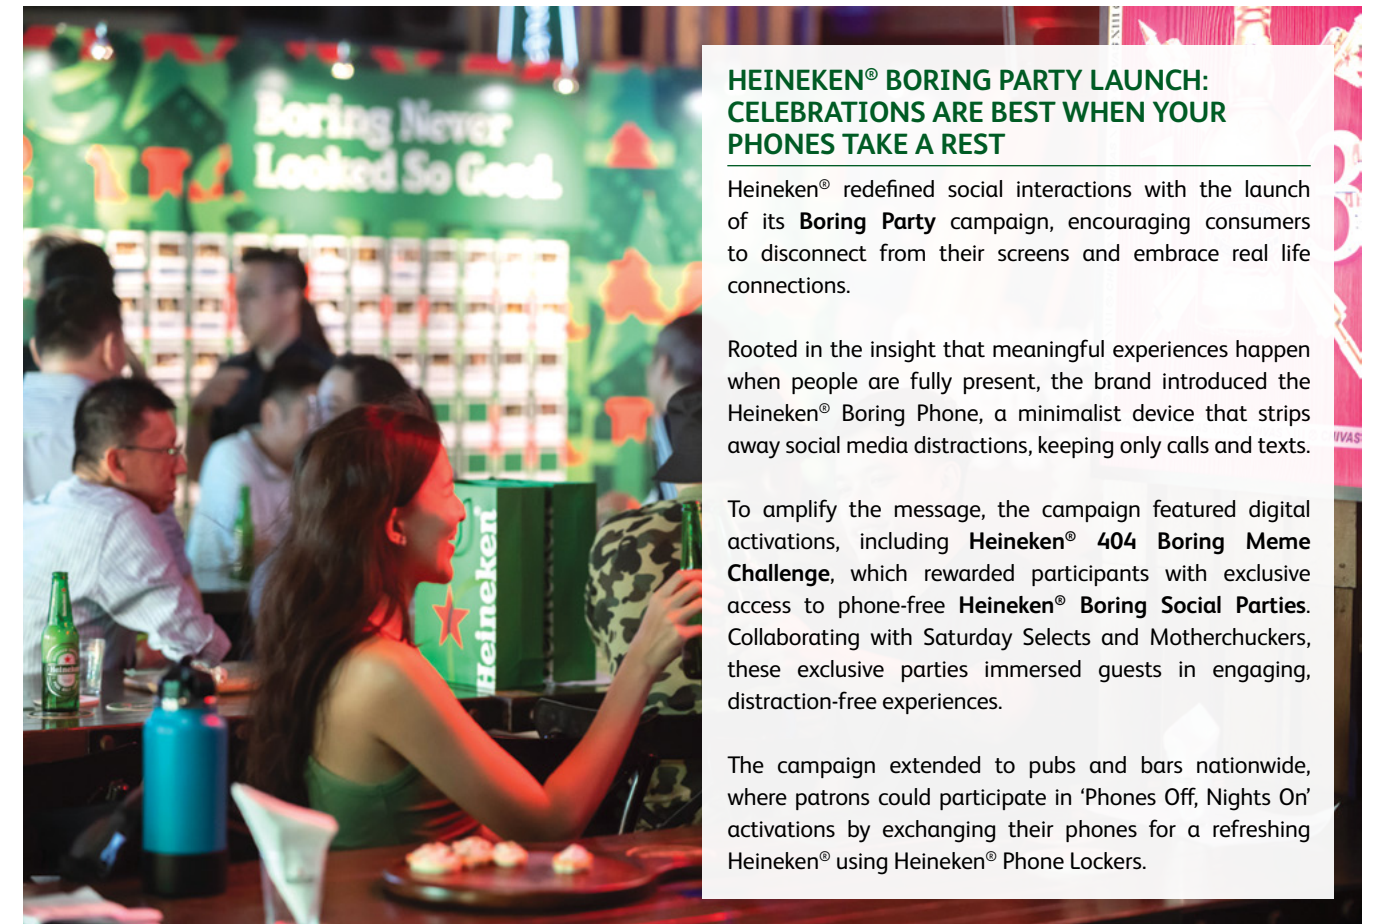 Boring Never
Looked So Good.
HEINEKEN® BORING PARTY LAUNCH:
CELEBRATIONS ARE BEST WHEN YOUR
PHONES TAKE A REST
Heineken® redefined social interactions with the launch
of its Boring Party campaign, encouraging consumers
to disconnect from their screens and embrace real life
connections.
Rooted in the insight that meaningful experiences happen
when people are fully present, the brand introduced the
Heineken® Boring Phone, a minimalist device that strips
away social media distractions, keeping only calls and texts.
To amplify the message, the campaign featured digital
activations, including Heineken® 404 Boring Meme
Challenge, which rewarded participants with exclusive
access to phone-free Heineken® Boring Social Parties.
Collaborating with Saturday Selects and Motherchuckers,
these exclusive parties immersed guests in engaging,
distraction-free experiences.
The campaign extended to pubs and bars nationwide,
where patrons could participate in ‘Phones Off, Nights On’
activations by exchanging their phones for a refreshing
Heineken® using Heineken® Phone Lockers.
Heineken®
Heineken